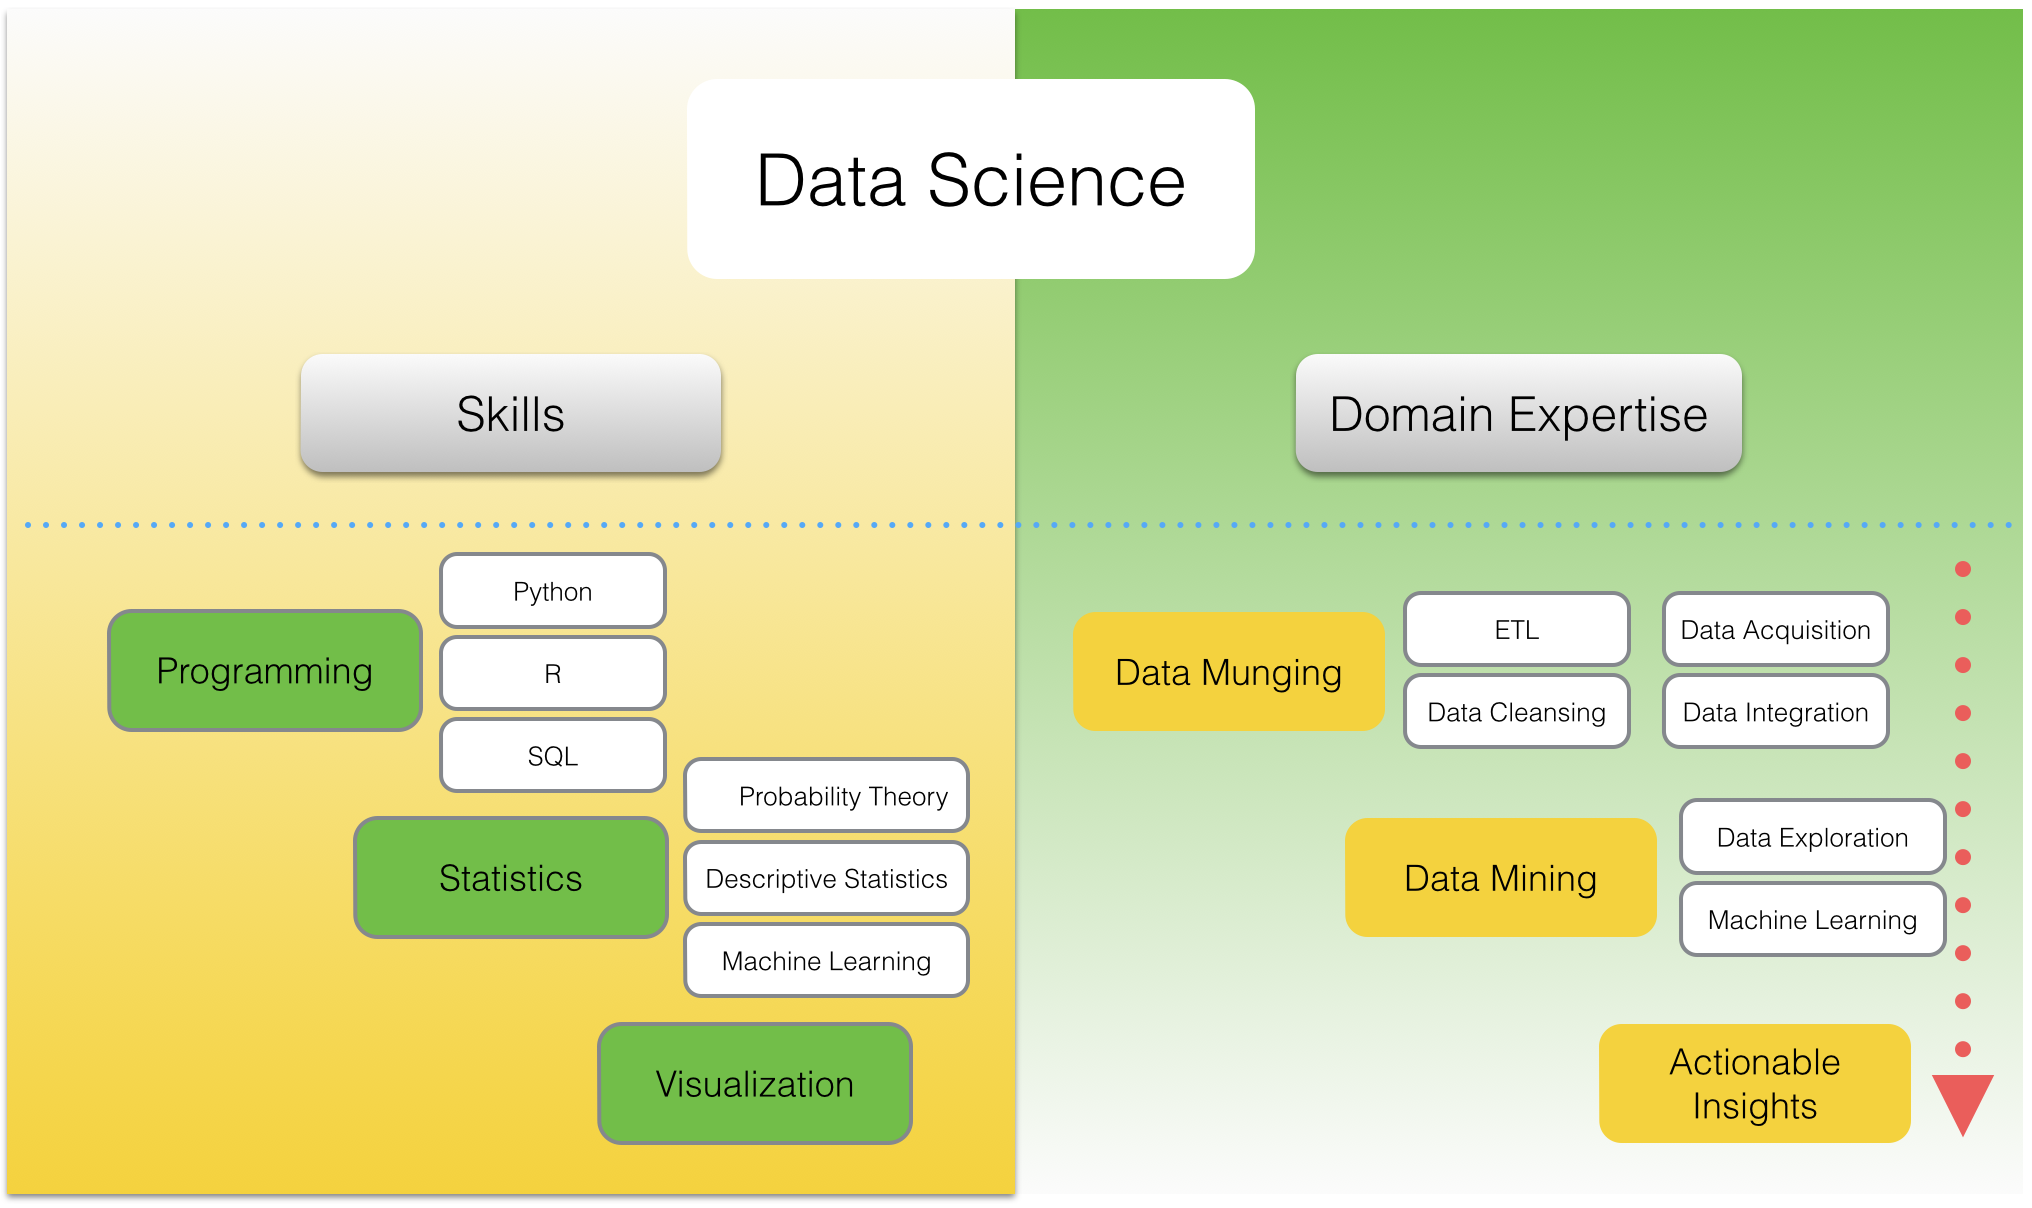 Data Science
Skills
Domain Expertise
Programming
Python
R
SQL
Statistics
Probability Theory
Descriptive Statistics
Machine Learning
Visualization
Data Munging
ETL
Data Acquisition
Data Cleansing
Data Integration
Data Mining
Data Exploration
Machine Learning
Actionable
Insights